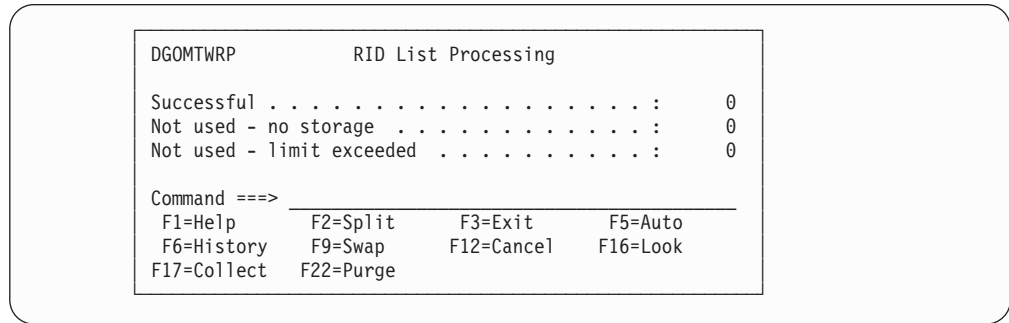 DGOMTWRP RID List Processing
Successful . . . . . . . . . . . . . . . . . . : 0
Not used - no storage . . . . . . . . . . . . : 0
Not used - limit exceeded . . . . . . . . . . : 0
Command ===> __________________________________________
F1=Help F2=Split F3=Exit F5=Auto
F6=History F9=Swap F12=Cancel F16=Look
F17=Collect F22=Purge